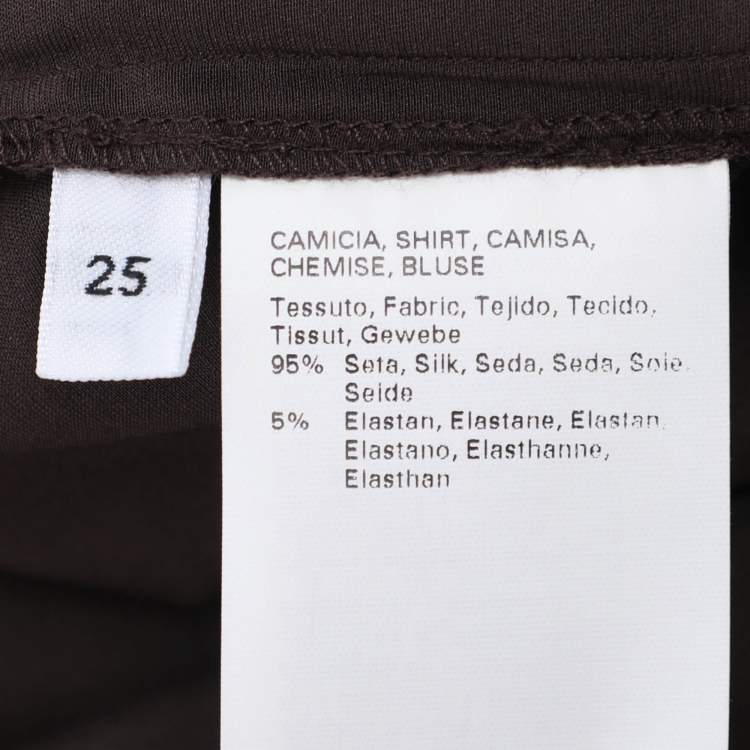 25
CAMICIA, SHIRT, CAMISA,
CHEMISE, BLUSE
Tessuto, Fabric, Tejido, Tecido,
Tissut, Gewebe
95% Seta, Silk, Seda, Seda, Soie,
Seide
5% Elastan, Elastane, Elastan,
Elastano, Elasthanne,
Elasthan